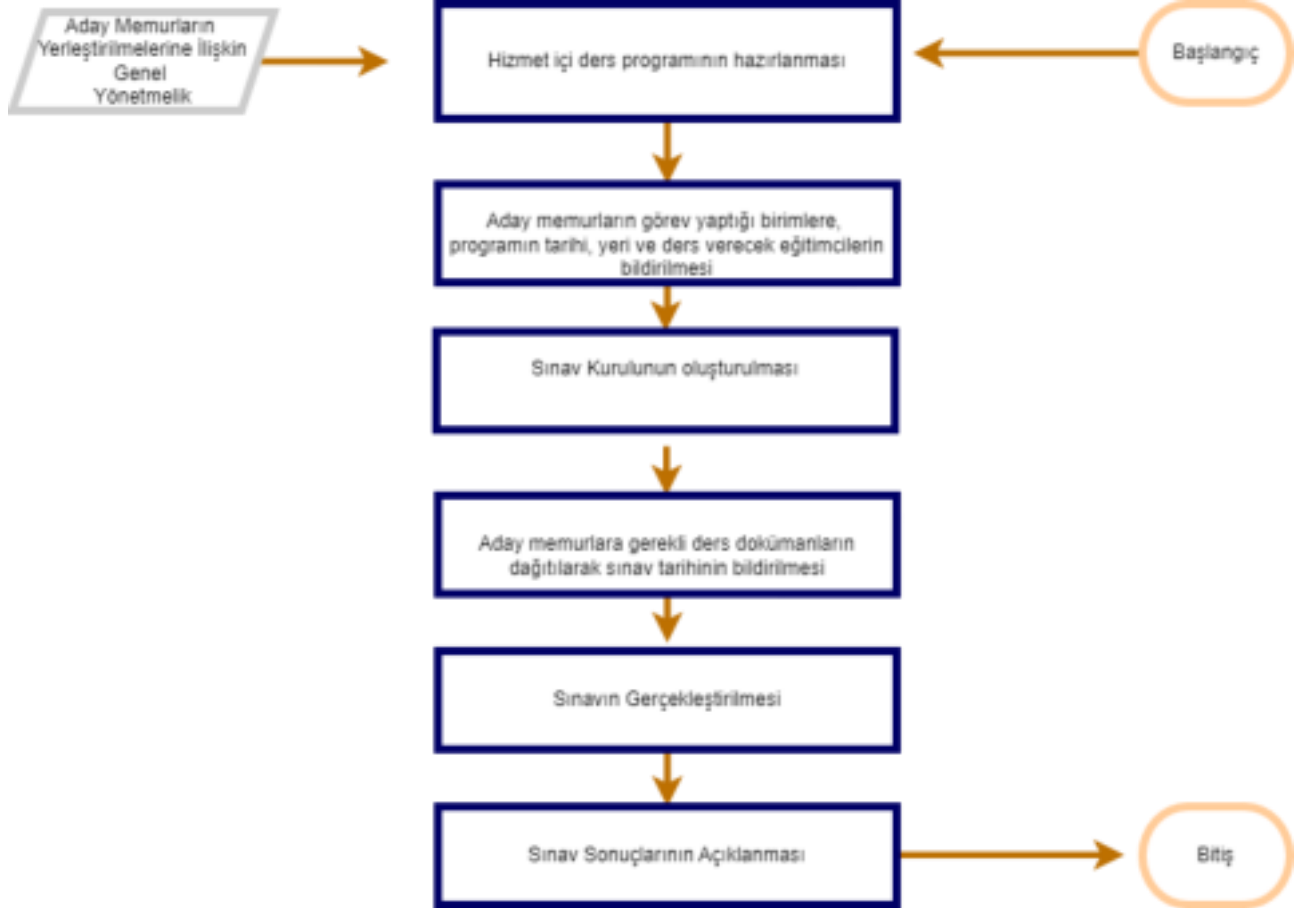 Aday Memurların
Yerleştirilmelerine İlişkin
Genel
Yönetmelik
Hizmet içi ders programının hazırlanması
Başlangıç
Aday memurların görev yaptığı birimlere,
programın tarihi, yeri ve ders verecek eğitimcilerin
bildirilmesi
Sınav Kurulunun oluşturulması
Aday memurlara gerekli ders dokümanların
dağıtılarak sınav tarihinin bildirilmesi
Sınavın Gerçekleştirilmesi
Sınav Sonuçlarının Açıklanması
Bitiş